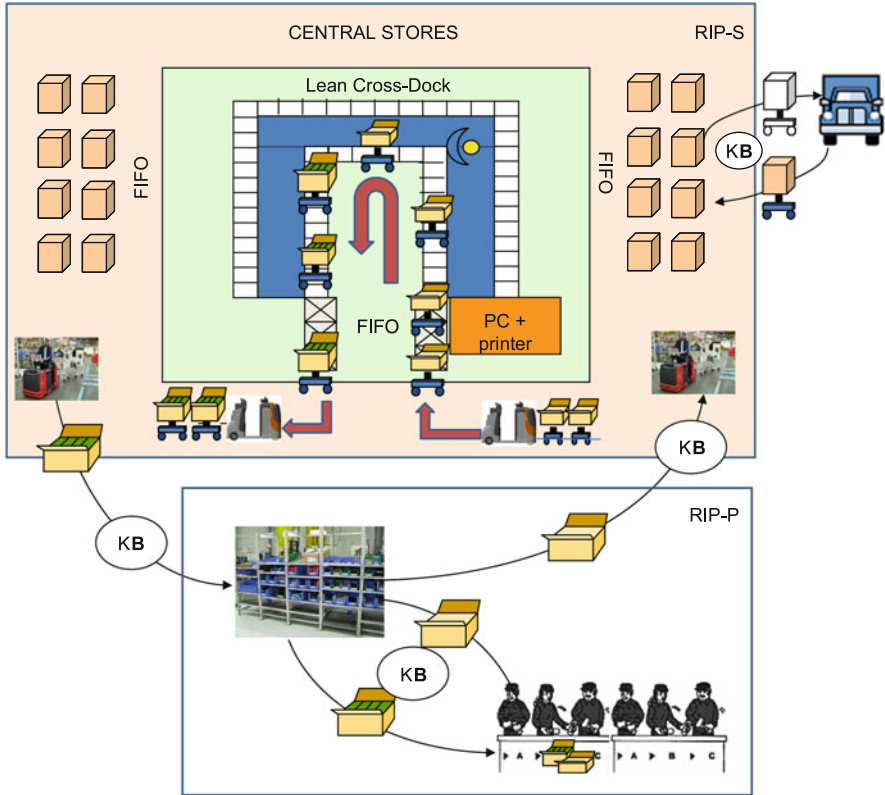 CENTRAL STORES
RIP-S
Lean Cross-Dock
FIFO
FIFO
KB
FIFO
PC +
printer
KB
RIP-P
KB
KB
A
C
A
B
C